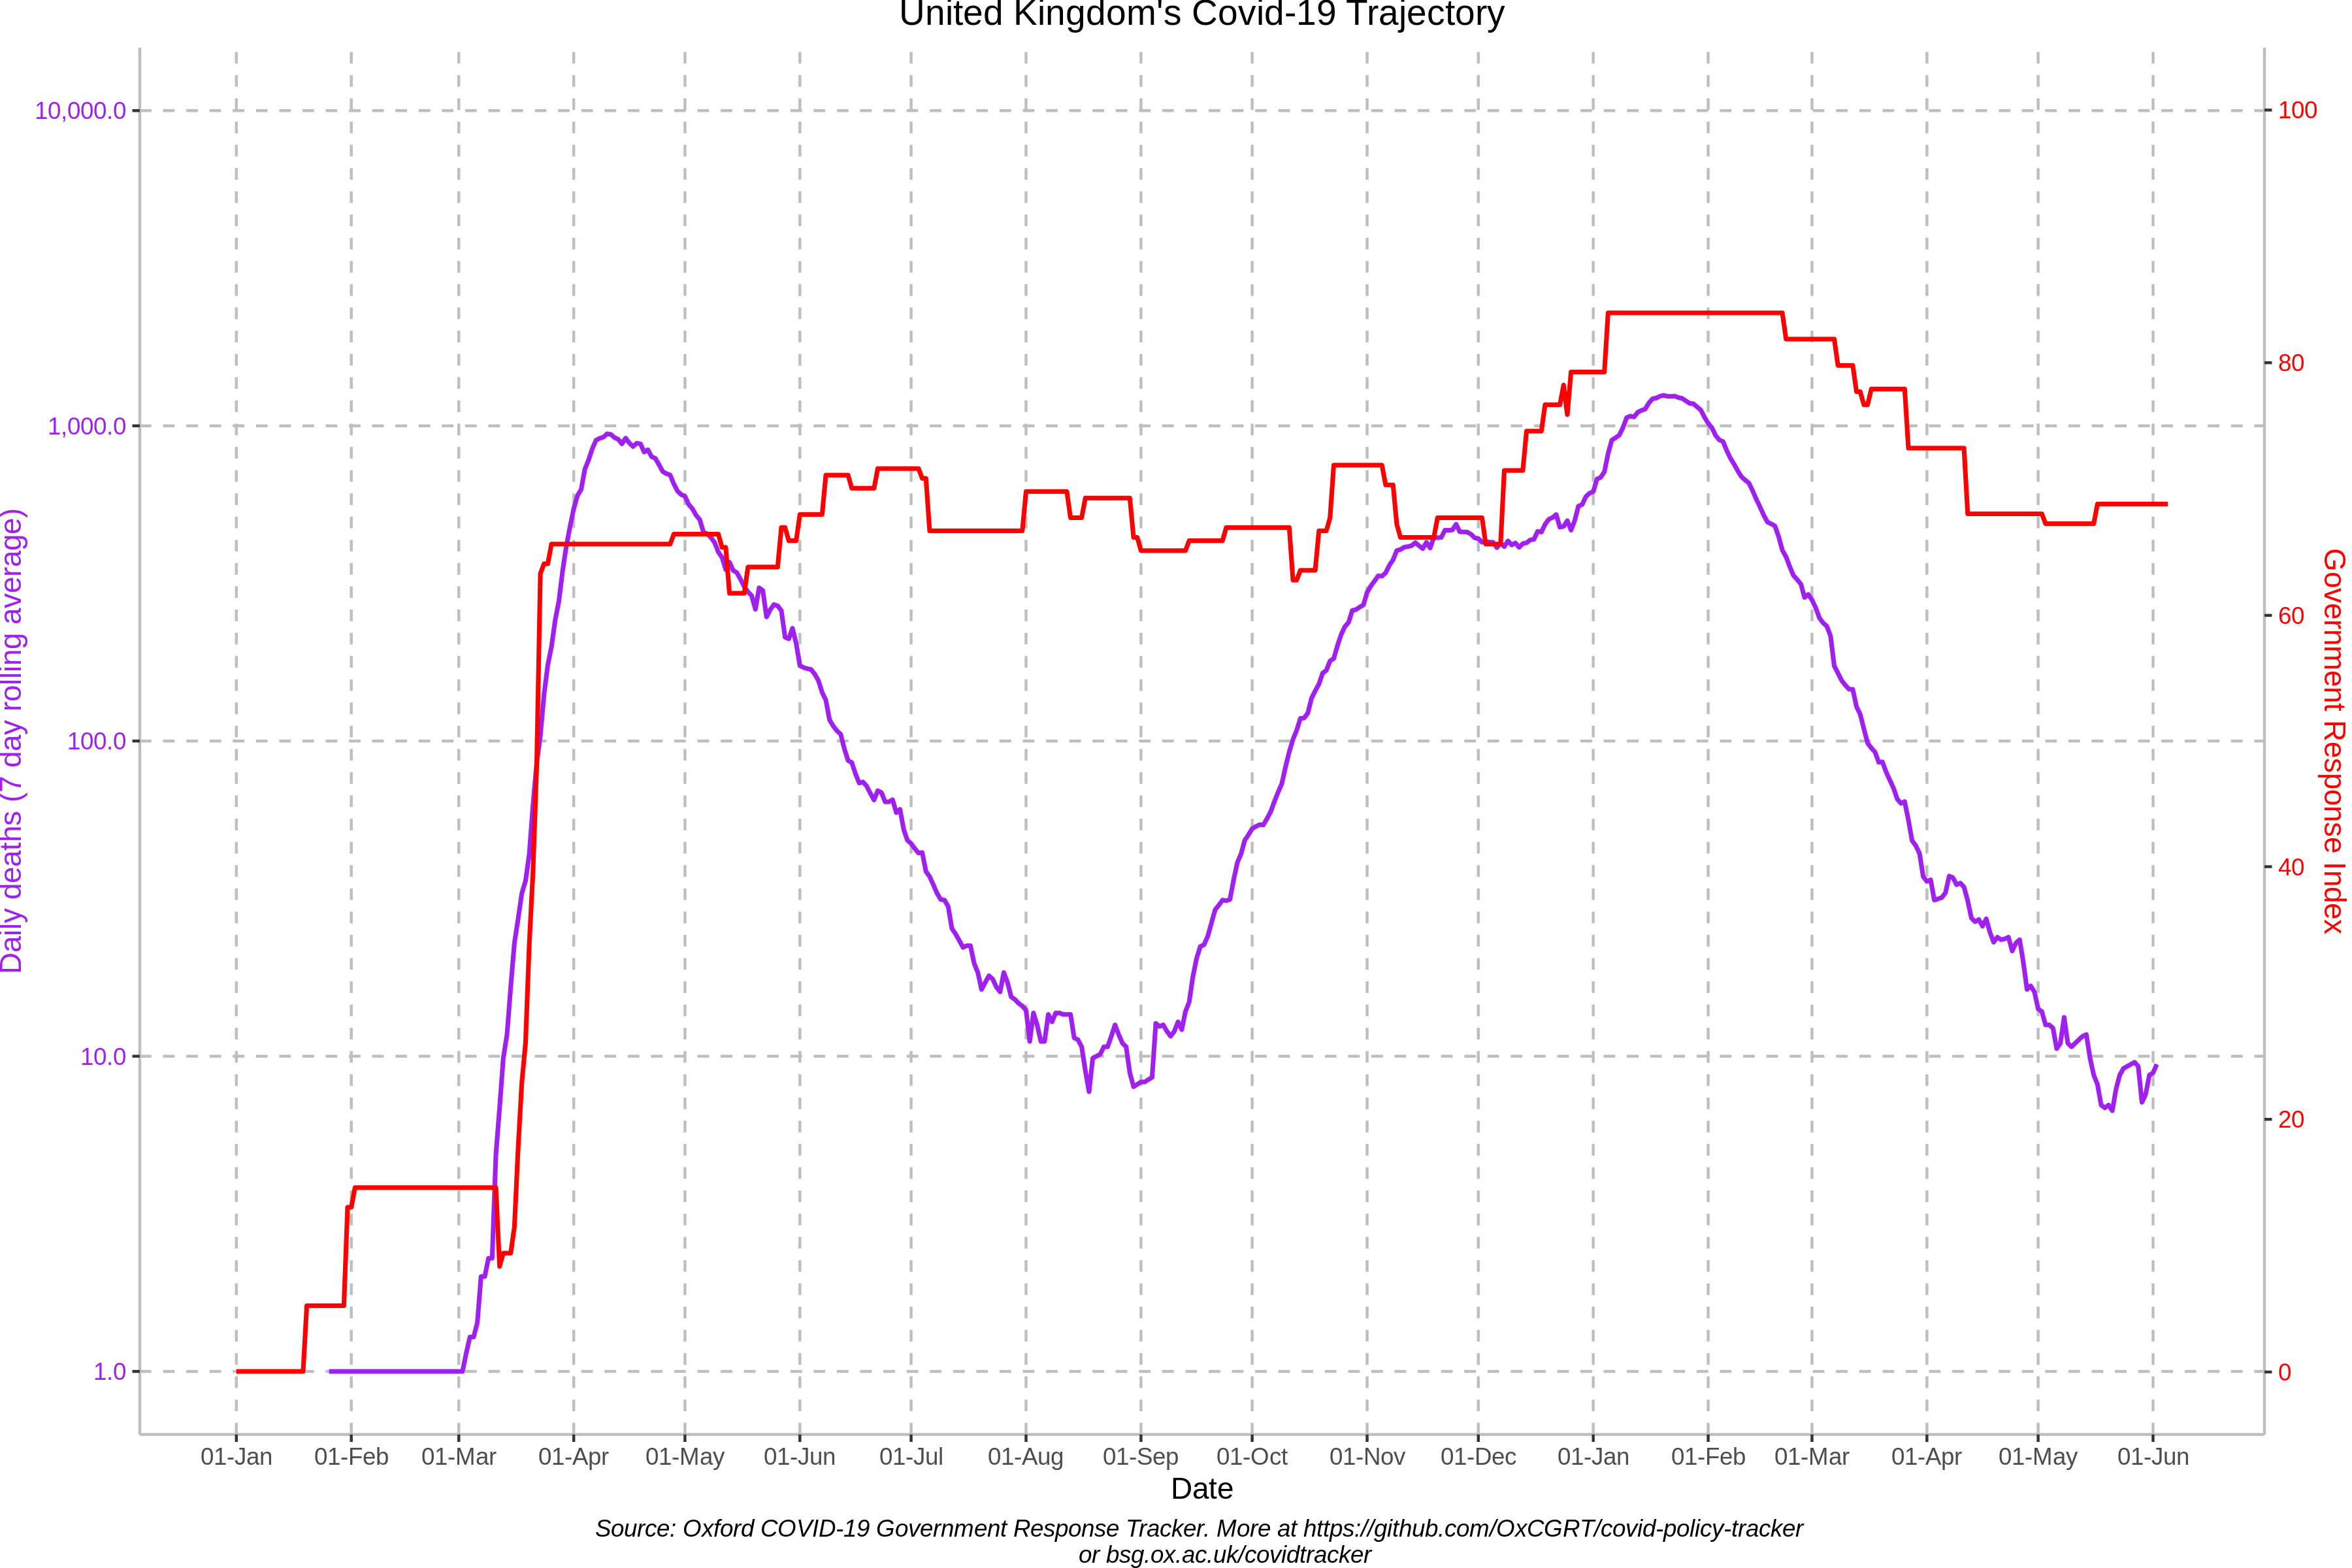 United Kingdom's Covid-19 Trajectory
10,000.0
1,000.0
100.0
10.0
1.0
Daily deaths (7 day rolling average)
100
80
60
40
20
0
Government Response Index
01-Jan 01-Feb 01-Mar 01-Apr 01-May 01-Jun 01-Jul 01-Aug 01-Sep 01-Oct 01-Nov 01-Dec 01-Jan 01-Feb 01-Mar 01-Apr 01-May 01-Jun
Date
Source: Oxford COVID-19 Government Response Tracker. More at https://github.com/OxCGRT/covid-policy-tracker
or bsg.ox.ac.uk/covidtracker